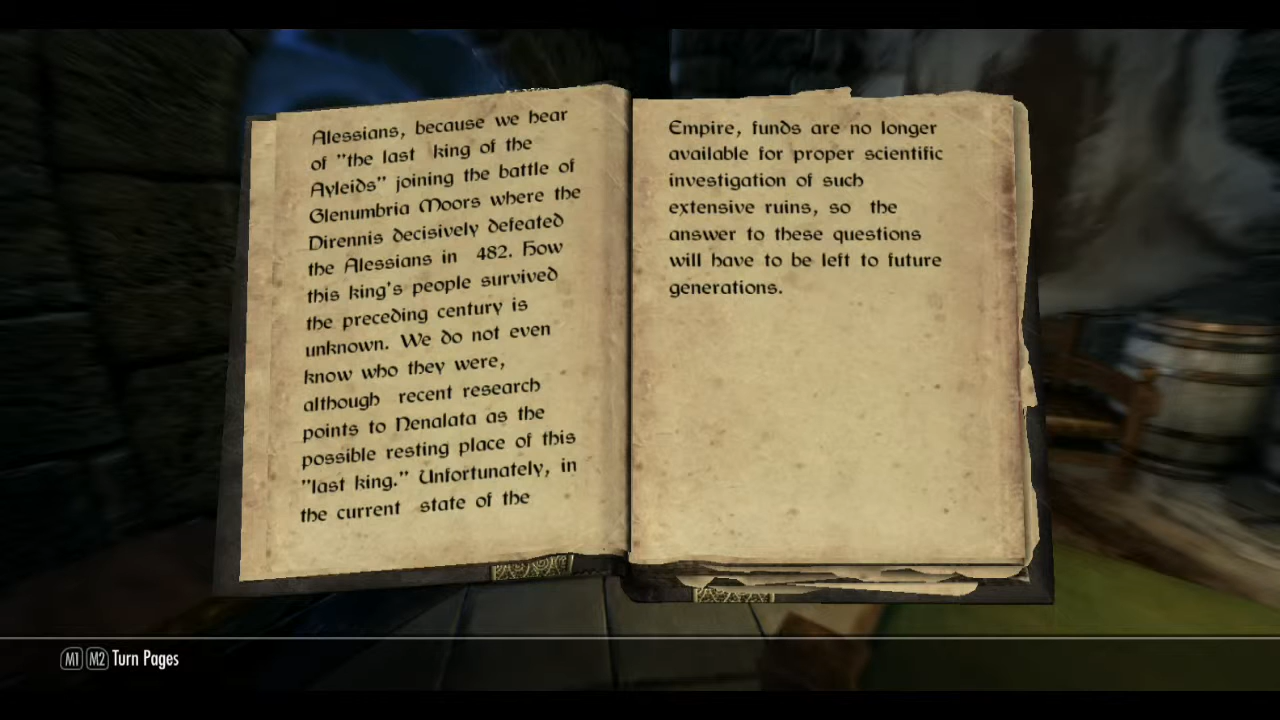 Alessians, because we hear
of "the last king of the
Ayleids" joining the battle of
Glenumbria Moors where the
Dirennis decisively defeated
the Alessians in 482. How
this king's people survived
the preceding century is
unknown. We do not even
know who they were,
although recent research
points to Nenalata as the
possible resting place of this
"last king." Unfortunately, in
the current state of the
Empire, funds are no longer
available for proper scientific
investigation of such
extensive ruins, so the
answer to these questions
will have to be left to future
generations.
M1 M2 Turn Pages